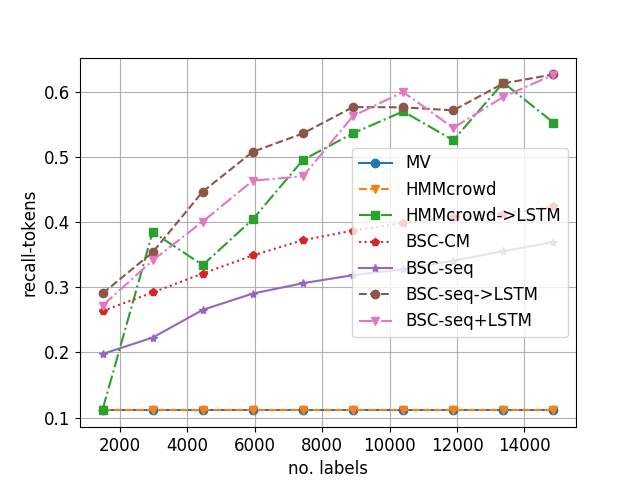 0.6
0.5
0.4
0.3
0.2
0.1
recall-tokens
MV
HMMcrowd
HMMcrowd->LSTM
BSC-CM
BSC-seq
BSC-seq->LSTM
BSC-seq+LSTM
2000 4000 6000 8000 10000 12000 14000
no. labels